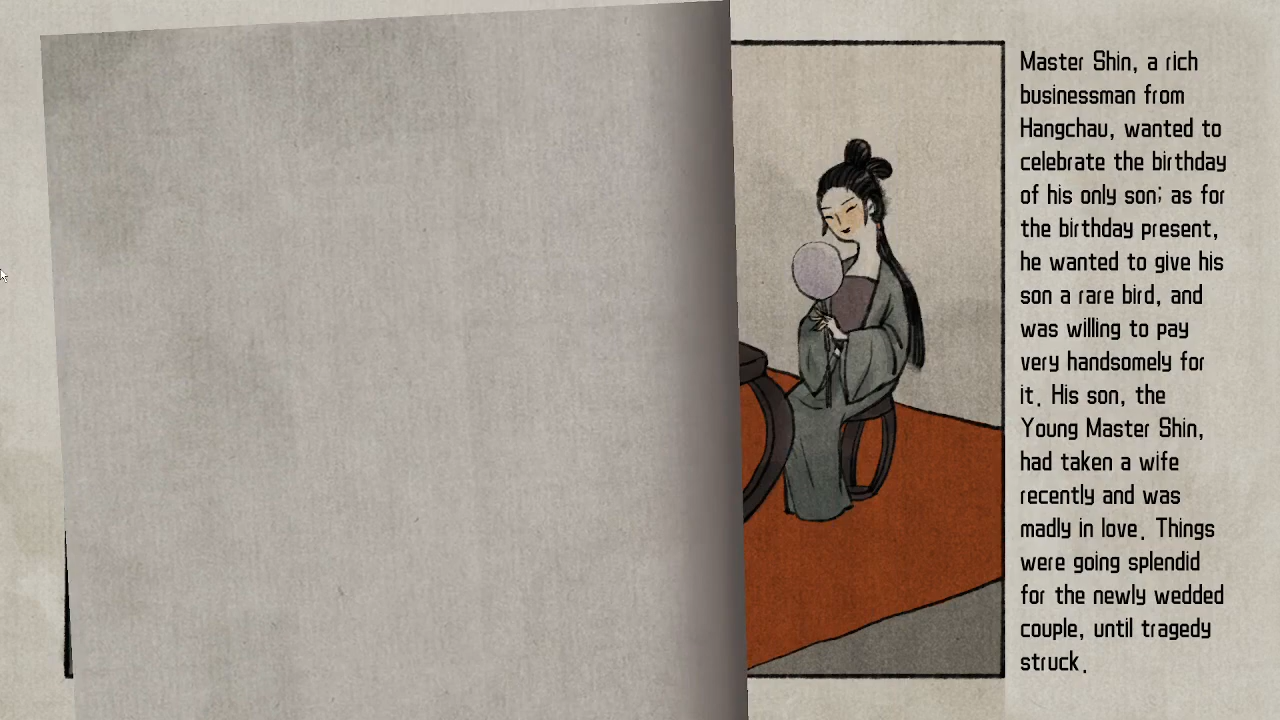 Master Shin, a rich
businessman from
Hangchau, wanted to
celebrate the birthday
of his only son; as for
the birthday present,
he wanted to give his
son a rare bird, and
was willing to pay
very handsomely for
it. His son, the
Young Master Shin,
had taken a wife
recently and was
madly in love. Things
were going splendid
for the newly wedded
couple, until tragedy
struck.